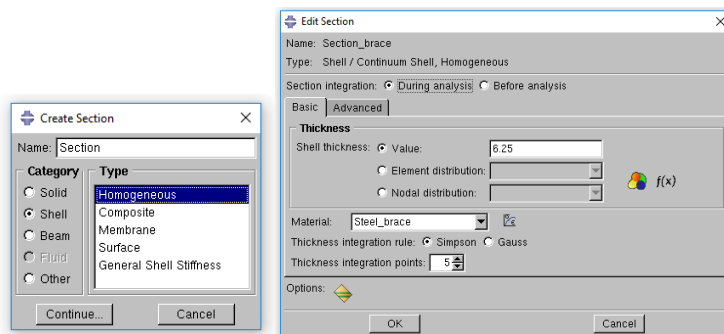 Create Section
Name: Section
Category
Type
Solid
Shell
Beam
Fluid
Other
Homogeneous
Composite
Membrane
Surface
General Shell Stiffness
Continue...
Cancel
Edit Section
Name: Section_brace
Type: Shell / Continuum Shell, Homogeneous
Section integration: During analysis Before analysis
Basic Advanced
Thickness
Shell thickness: Value: 6.25
Element distribution:
f(x)
Nodal distribution:
Material: Steel_brace
Thickness integration rule: Simpson Gauss
Thickness integration points: 5
Options:
OK Cancel